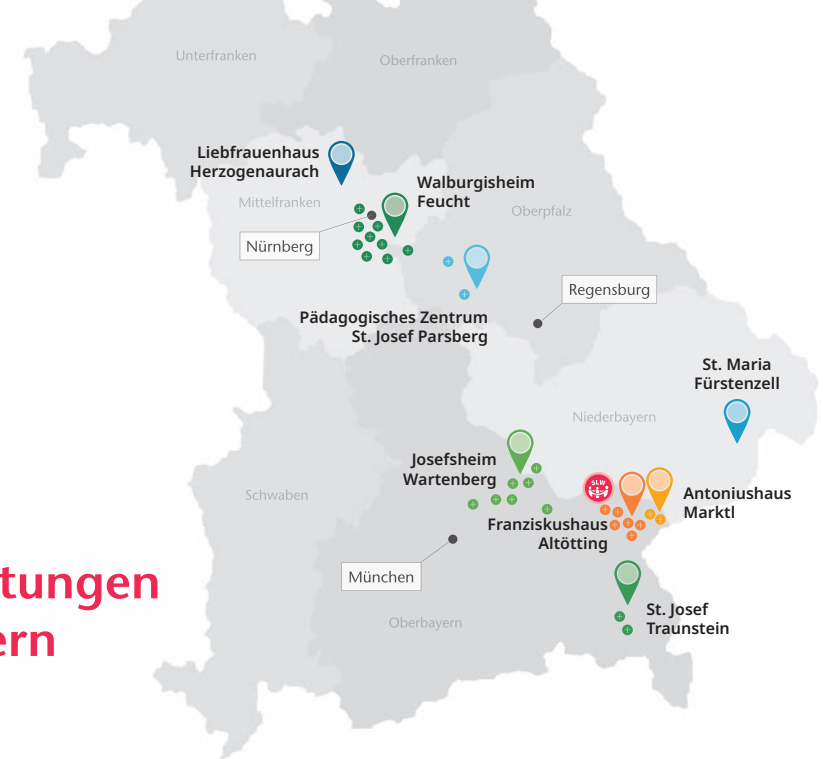 Unterfranken
Oberfranken
Liebfrauenhaus
Herzogenaurach
Walburgisheim
Feucht
Mittelfranken
Oberpfalz
Nürnberg
Regensburg
Pädagogisches Zentrum
St. Josef Parsberg
St. Maria
Fürstenzell
Niederbayern
Josefsheim
Wartenberg
Schwaben
SLW
Antoniushaus
Marktl
Franziskushaus
Altötting
München
tungen
ern
St. Josef
Traunstein
Oberbayern